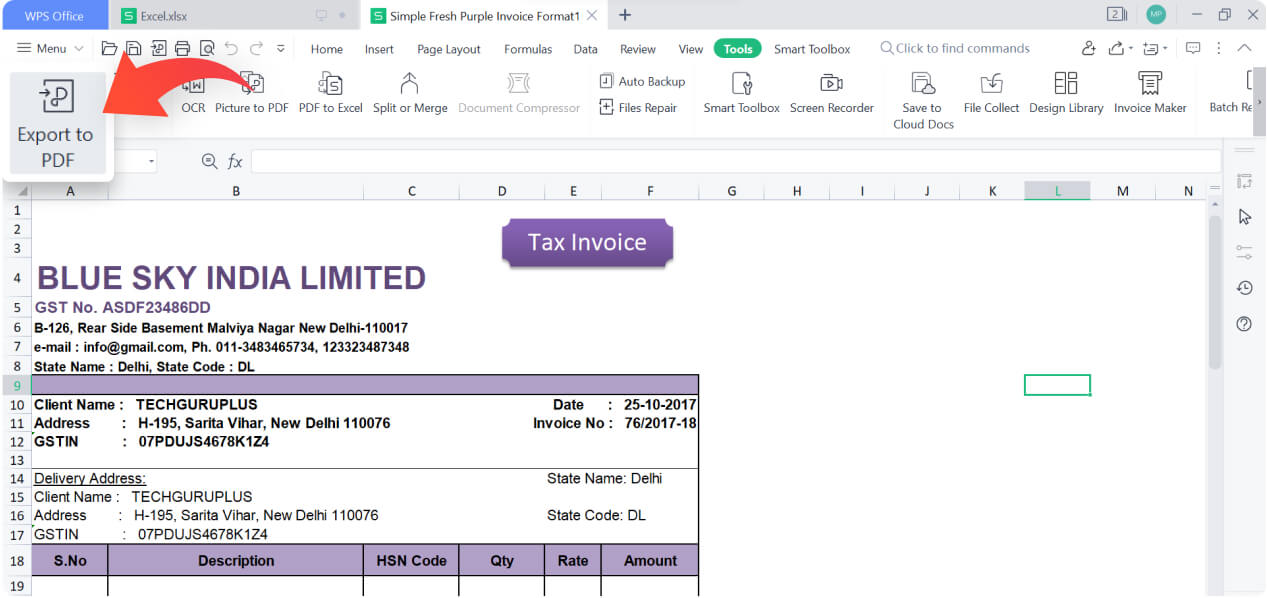 WPS Office Excel.xlsx Simple Fresh Purple Invoice Format1 2 MP
Menu Home Insert Page Layout Formulas Data Review View Tools Smart Toolbox Click to find commands
Export to PDF
OCR Picture to PDF PDF to Excel Split or Merge Document Compressor
Auto Backup
Files Repair
Smart Toolbox Screen Recorder Save to Cloud Docs File Collect Design Library Invoice Maker Batch Re
fx
A B C D E F G H I J K L M N
1
2
Tax Invoice
3
4 BLUE SKY INDIA LIMITED
5 GST No. ASDF23486DD
6 B-126, Rear Side Basement Malviya Nagar New Delhi-110017
7 e-mail : info@gmail.com, Ph. 011-3483465734, 123323487348
8 State Name : Delhi, State Code : DL
9
10 Client Name : TECHGURUPLUS Date : 25-10-2017
11 Address : H-195, Sarita Vihar, New Delhi 110076 Invoice No : 76/2017-18
12 GSTIN : 07PDUJS4678K1Z4
13
14 Delivery Address: State Name: Delhi
15 Client Name : TECHGURUPLUS
16 Address : H-195, Sarita Vihar, New Delhi 110076 State Code: DL
17 GSTIN : 07PDUJS4678K1Z4
18 S.No Description HSN Code Qty Rate Amount
19